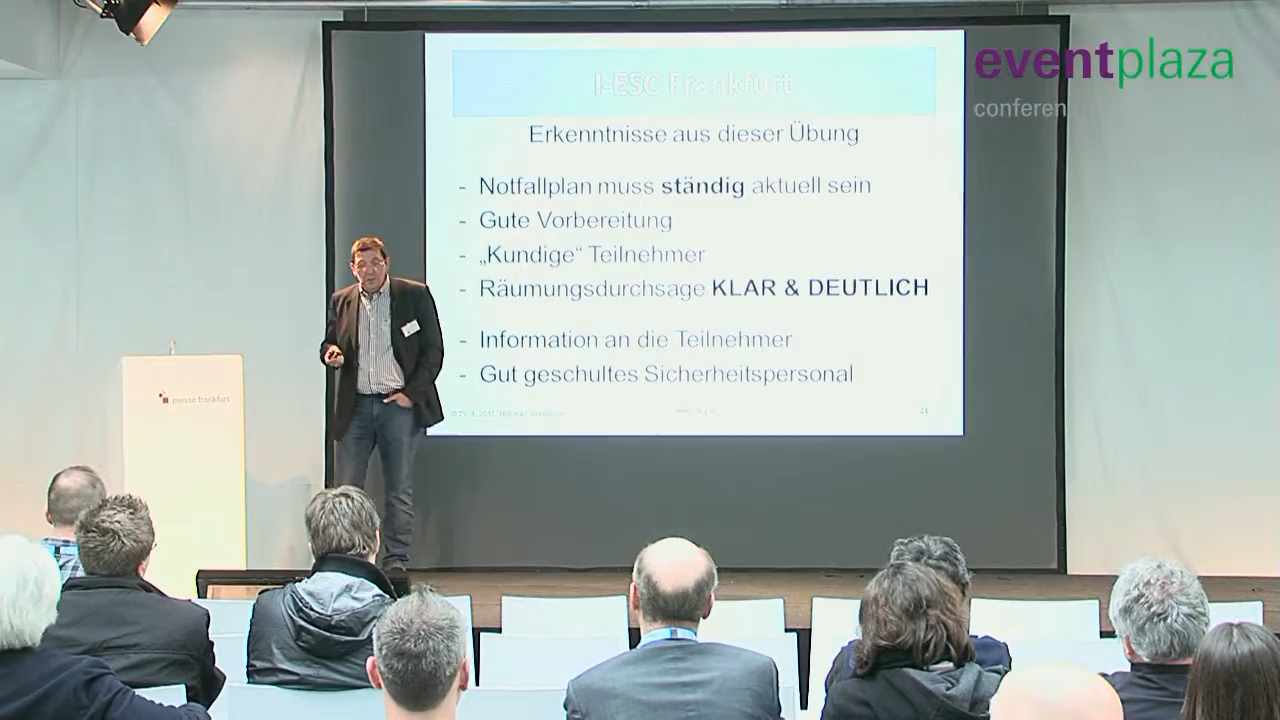 eventplaza
conferen
I-ESC Frankfurt
Erkenntnisse aus dieser Übung
- Notfallplan muss ständig aktuell sein
- Gute Vorbereitung
- „Kundige“ Teilnehmer
- Räumungsdurchsage KLAR & DEUTLICH
- Information an die Teilnehmer
- Gut geschultes Sicherheitspersonal
24
messe frankfurt